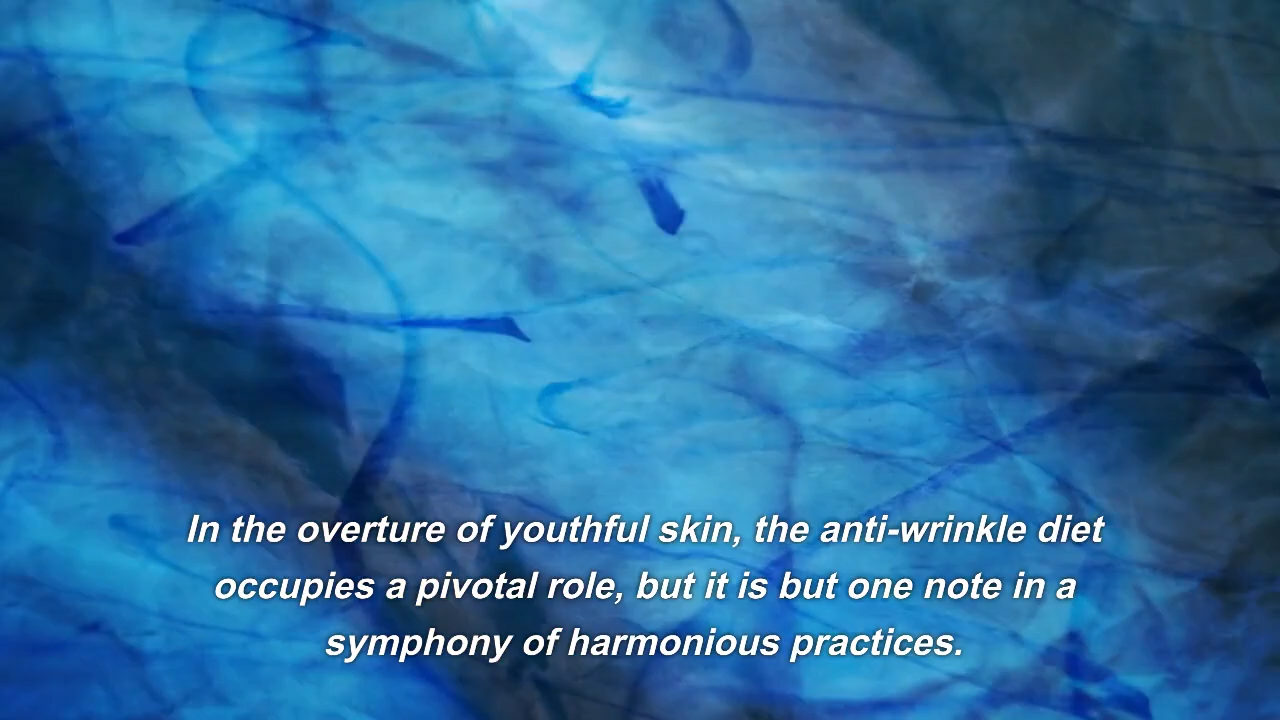 In the overture of youthful skin, the anti-wrinkle diet
occupies a pivotal role, but it is but one note in a
symphony of harmonious practices.